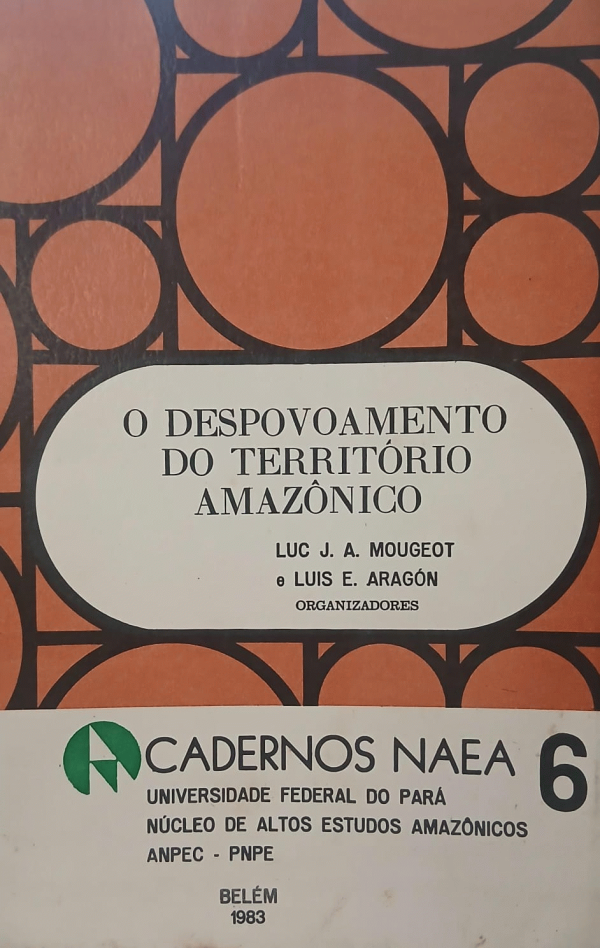 O DESPOVOAMENTO
DO TERRITÓRIO
AMAZÔNICO
LUC J. A. MOUGEOT
e LUIS E. ARAGÓN
ORGANIZADORES
CADERNOS NAEA 6
UNIVERSIDADE FEDERAL DO PARÁ
NÚCLEO DE ALTOS ESTUDOS AMAZÔNICOS
ANPEC - PNPE
BELÉM
1983